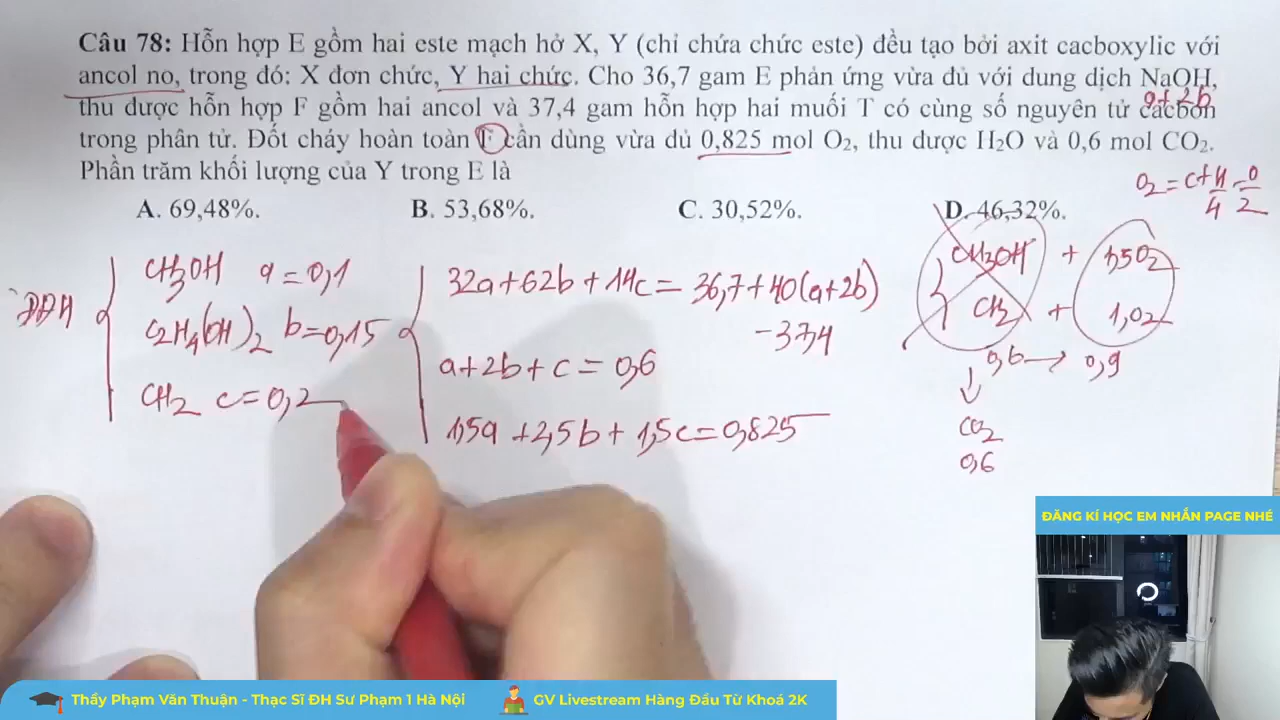 Câu 78: Hỗn hợp E gồm hai este mạch hở X, Y (chỉ chứa chức este) đều tạo bởi axit cacboxylic với
ancol no, trong đó: X đơn chức, Y hai chức. Cho 36,7 gam E phản ứng vừa đủ với dung dịch NaOH,
a+2b
thu được hỗn hợp F gồm hai ancol và 37,4 gam hỗn hợp hai muối T có cùng số nguyên tử cacbon
trong phân tử. Đốt cháy hoàn toàn F cần dùng vừa đủ 0,825 mol O2, thu được H2O và 0,6 mol CO2.
Phần trăm khối lượng của Y trong E là
O2 = C + H/4 - O/2
A. 69,48%. B. 53,68%. C. 30,52%. D. 46,32%.
CH3OH a = 0,1
32a + 62b + 14c = 36,7 + 40(a+2b)
- 37,4
CH3OH + 1,5O2
ĐĐH
C2H4(OH)2 b = 0,15
CH2 + 1,O2
a + 2b + c = 0,6
0,6 → 0,9
CH2 c = 0,2
1,5a + 2,5b + 1,5c = 0,825
CO2
0,6
ĐĂNG KÍ HỌC EM NHẮN PAGE NHÉ
Thầy Phạm Văn Thuận - Thạc Sĩ ĐH Sư Phạm 1 Hà Nội
GV Livestream Hàng Đầu Từ Khoá 2K